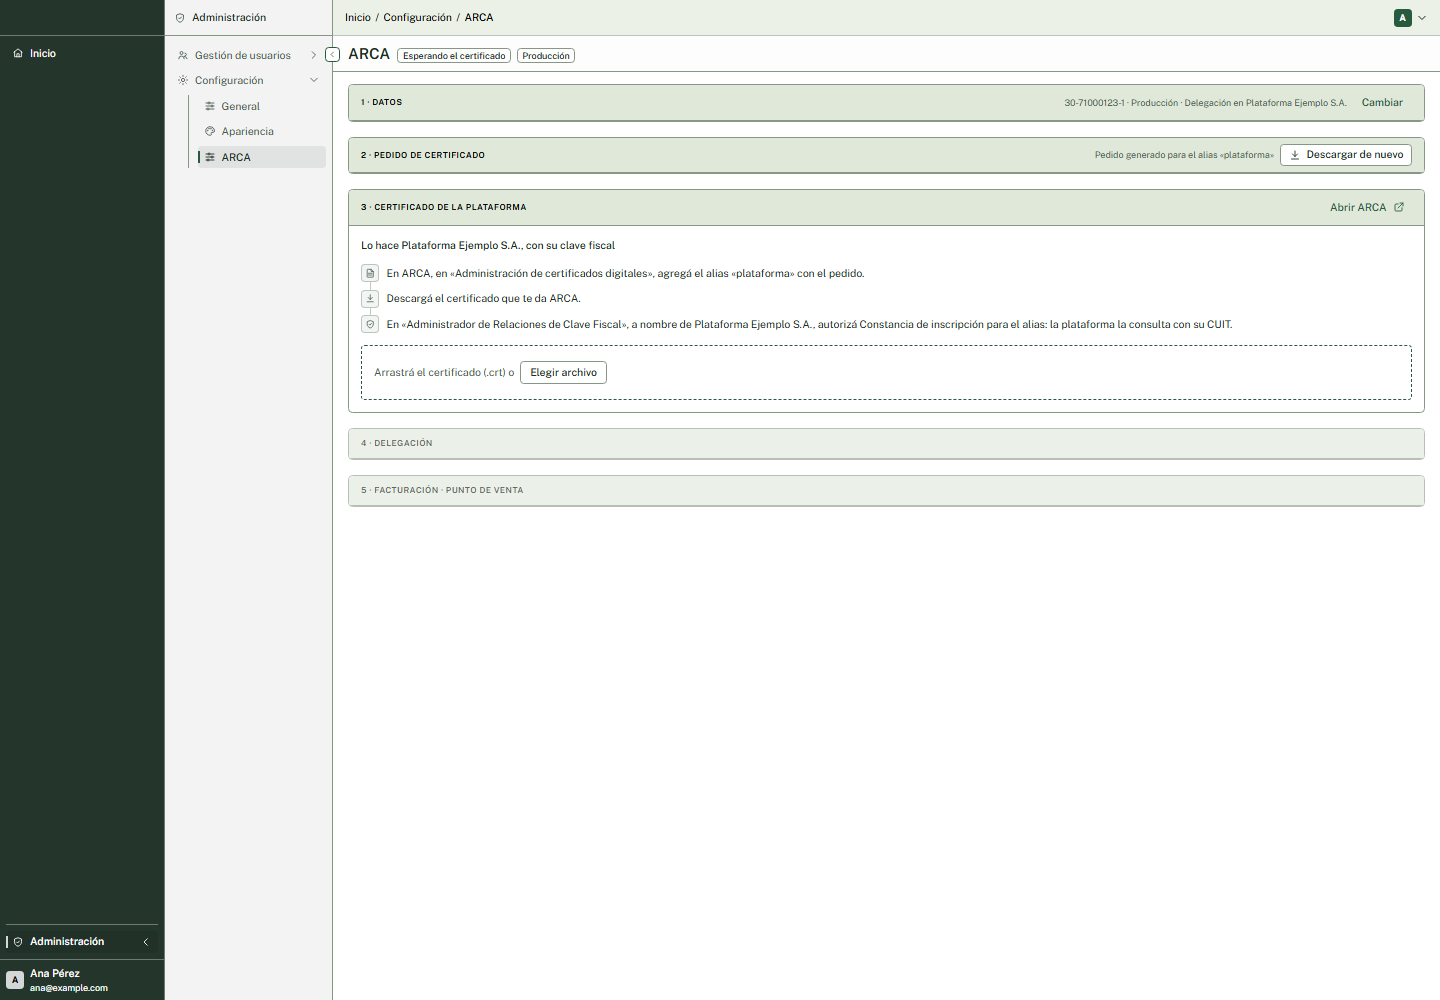 Administración
Inicio / Configuración / ARCA
A
Inicio
Gestión de usuarios
Configuración
General
Apariencia
ARCA
ARCA
Esperando el certificado
Producción
1 · DATOS
30-71000123-1 · Producción · Delegación en Plataforma Ejemplo S.A.
Cambiar
2 · PEDIDO DE CERTIFICADO
Pedido generado para el alias «plataforma»
Descargar de nuevo
3 · CERTIFICADO DE LA PLATAFORMA
Abrir ARCA
Lo hace Plataforma Ejemplo S.A., con su clave fiscal
En ARCA, en «Administración de certificados digitales», agregá el alias «plataforma» con el pedido.
Descargá el certificado que te da ARCA.
En «Administrador de Relaciones de Clave Fiscal», a nombre de Plataforma Ejemplo S.A., autorizá Constancia de inscripción para el alias: la plataforma la consulta con su CUIT.
Arrastrá el certificado (.crt) o
Elegir archivo
4 · DELEGACIÓN
5 · FACTURACIÓN · PUNTO DE VENTA
Administración
A
Ana Pérez
ana@example.com